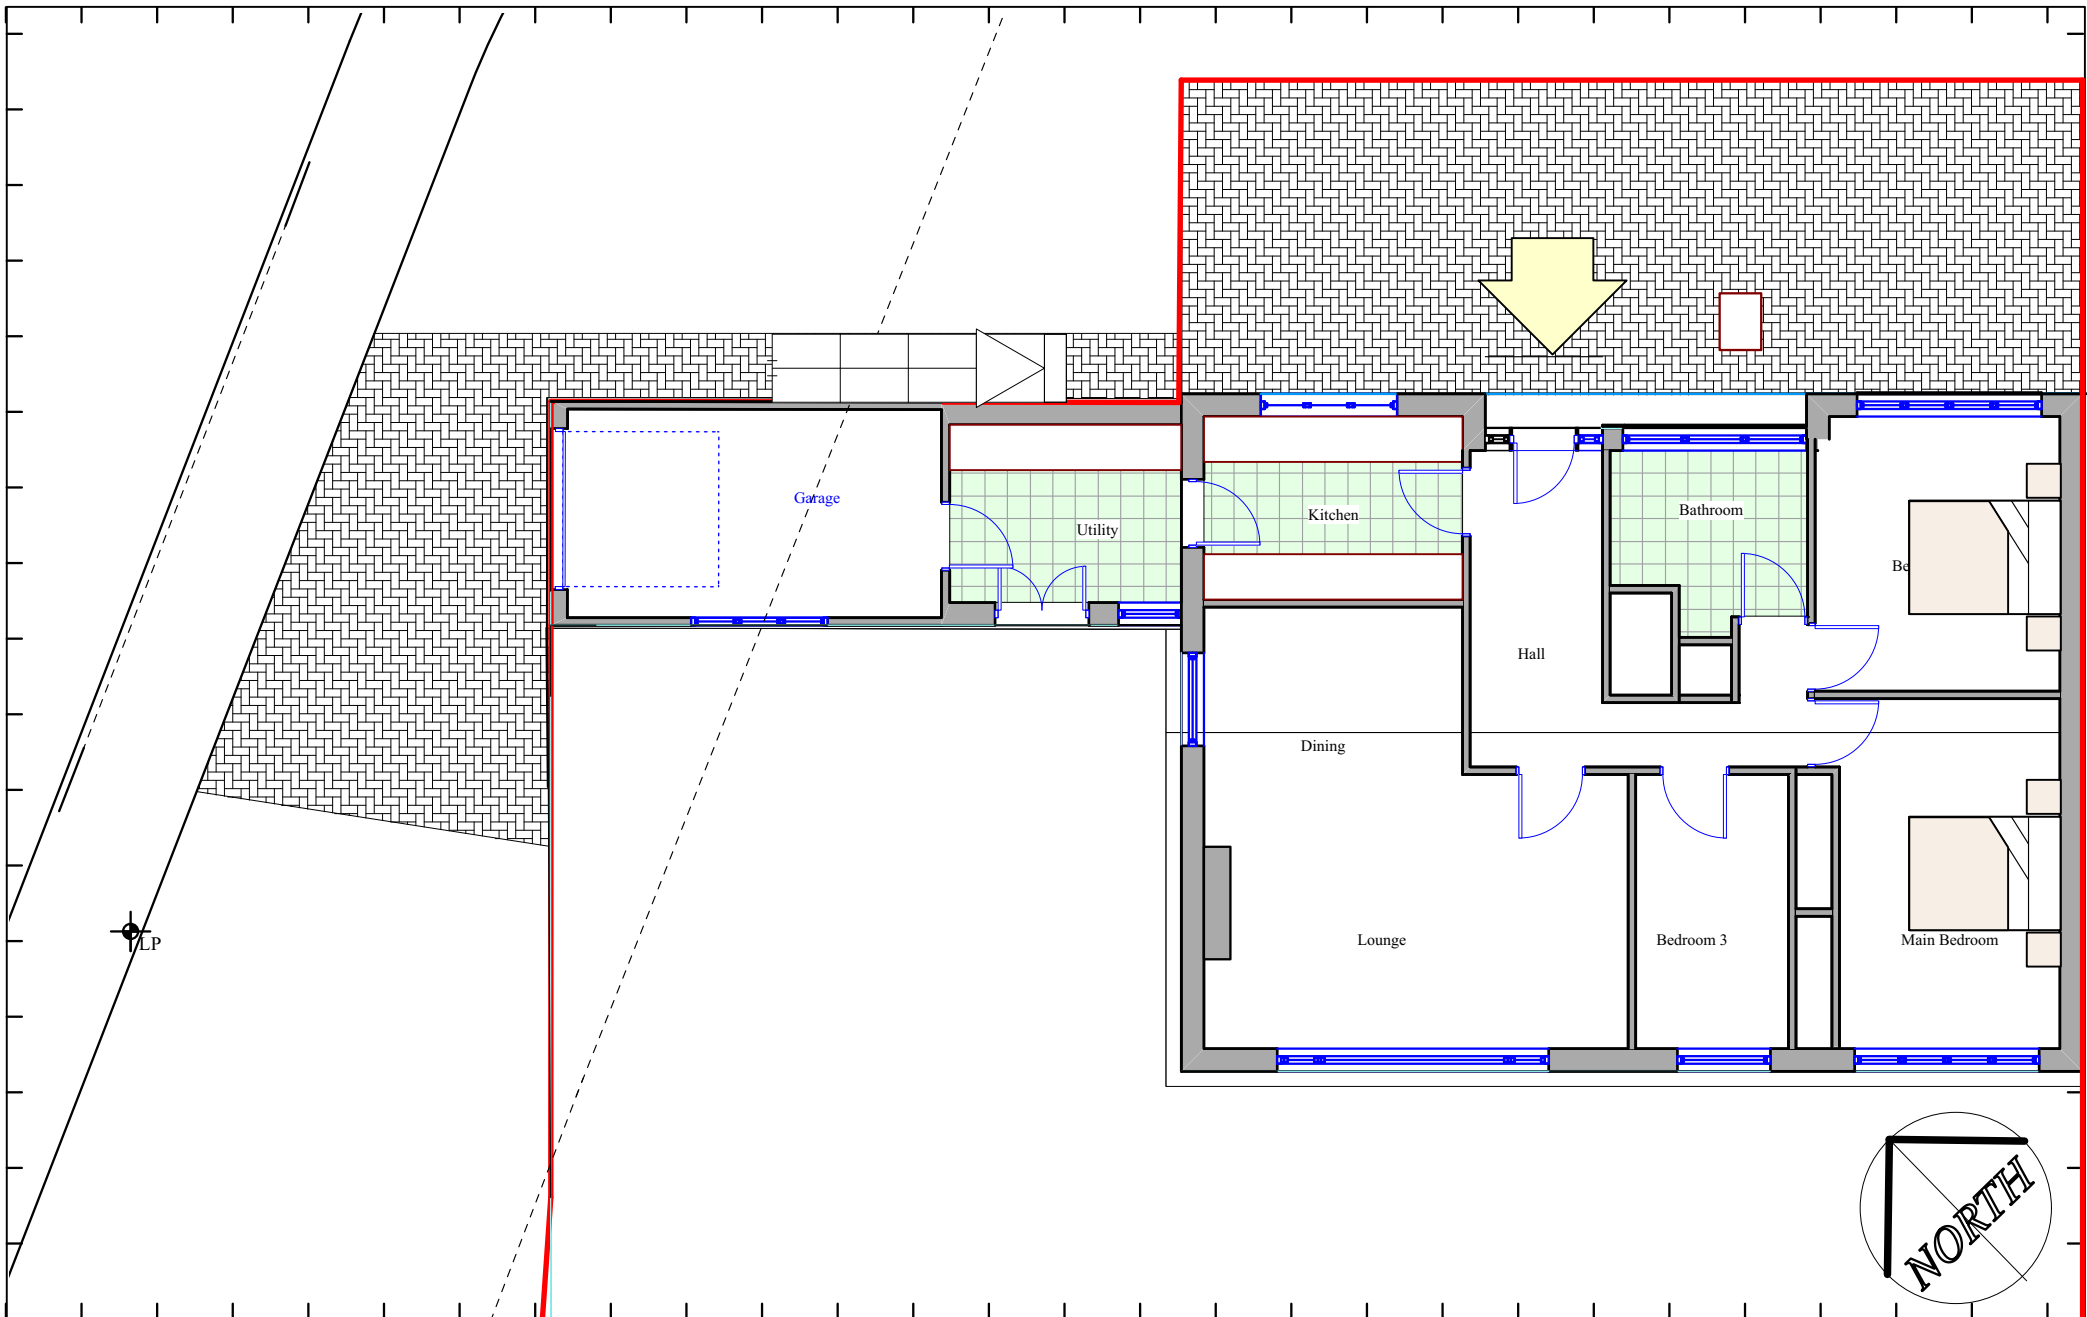 Garage
Utility
Kitchen
Bathroom
Be
Hall
Dining
Lounge
Bedroom 3
Main Bedroom
LP
NORTH